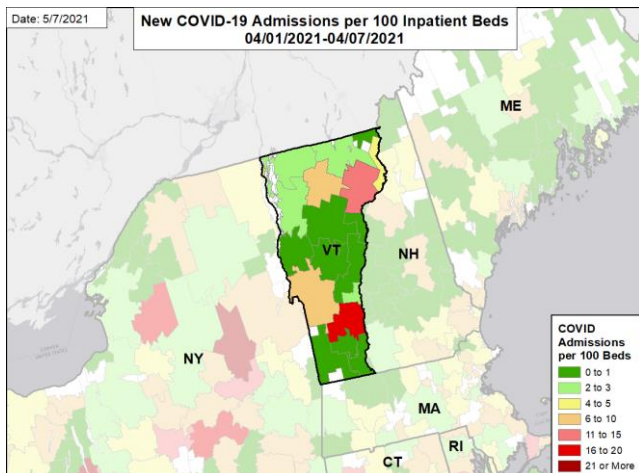 Date: 5/7/2021
New COVID-19 Admissions per 100 Inpatient Beds
04/01/2021-04/07/2021
ME
VT
NH
NY
MA
CT
RI
COVID
Admissions
per 100 Beds
0 to 1
2 to 3
4 to 5
6 to 10
11 to 15
16 to 20
21 or More